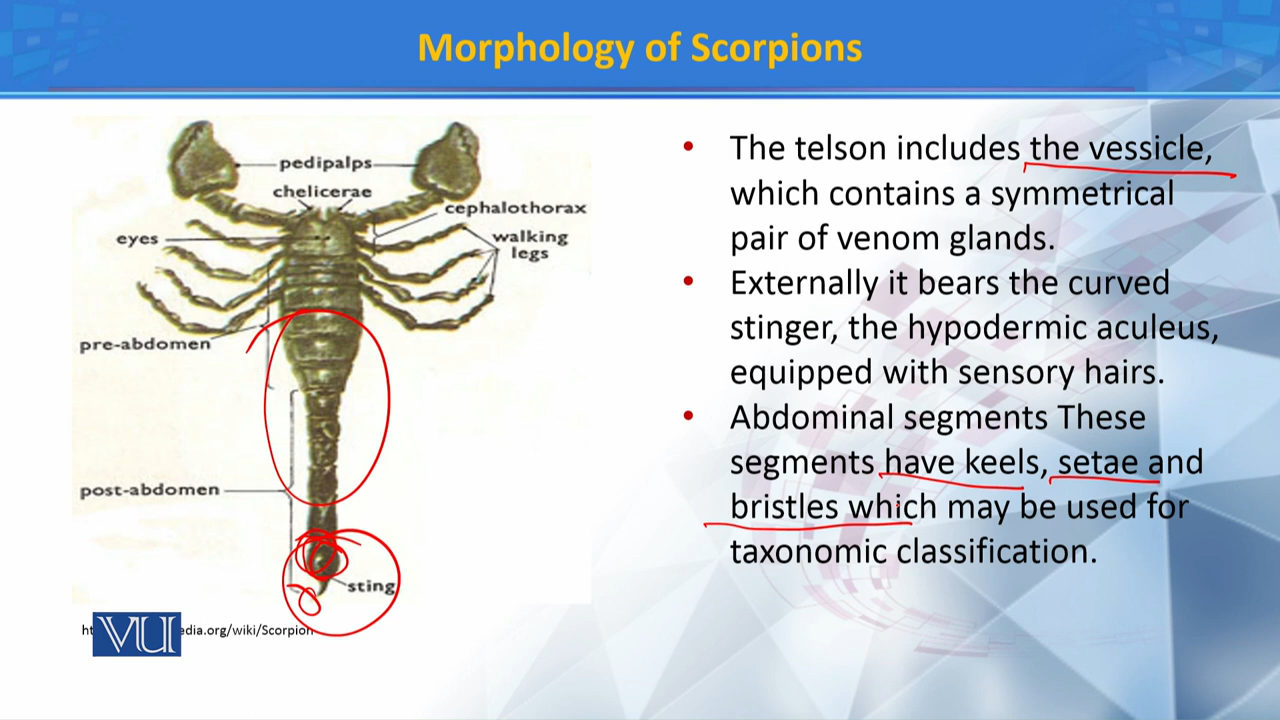 Morphology of Scorpions
pedipalps
chelicerae
cephalothorax
eyes
walking
legs
pre-abdomen
post-abdomen
sting
VU
edia.org/wiki/Scorpion
• The telson includes the vessicle,
which contains a symmetrical
pair of venom glands.
• Externally it bears the curved
stinger, the hypodermic aculeus,
equipped with sensory hairs.
• Abdominal segments These
segments have keels, setae and
bristles which may be used for
taxonomic classification.